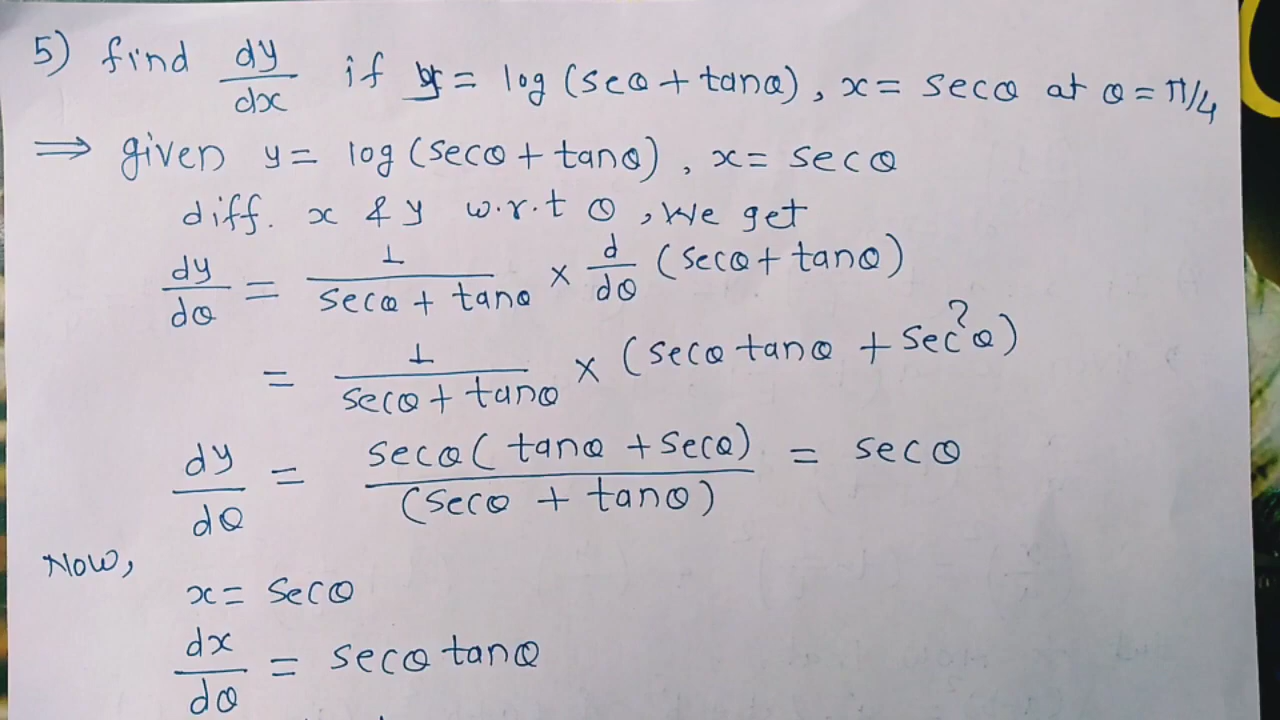 5) find dy/dx if y = log (secθ + tanθ), x = secθ at θ = π/4
⇒ given y = log (secθ + tanθ), x = secθ
diff. x & y w.r.t θ, we get
dy/dθ = 1/(secθ + tanθ) × d/dθ (secθ + tanθ)
= 1/(secθ + tanθ) × (secθ tanθ + sec²θ)
dy/dθ = secθ( tanθ + secθ)/(secθ + tanθ) = secθ
Now,
x = secθ
dx/dθ = secθ tanθ